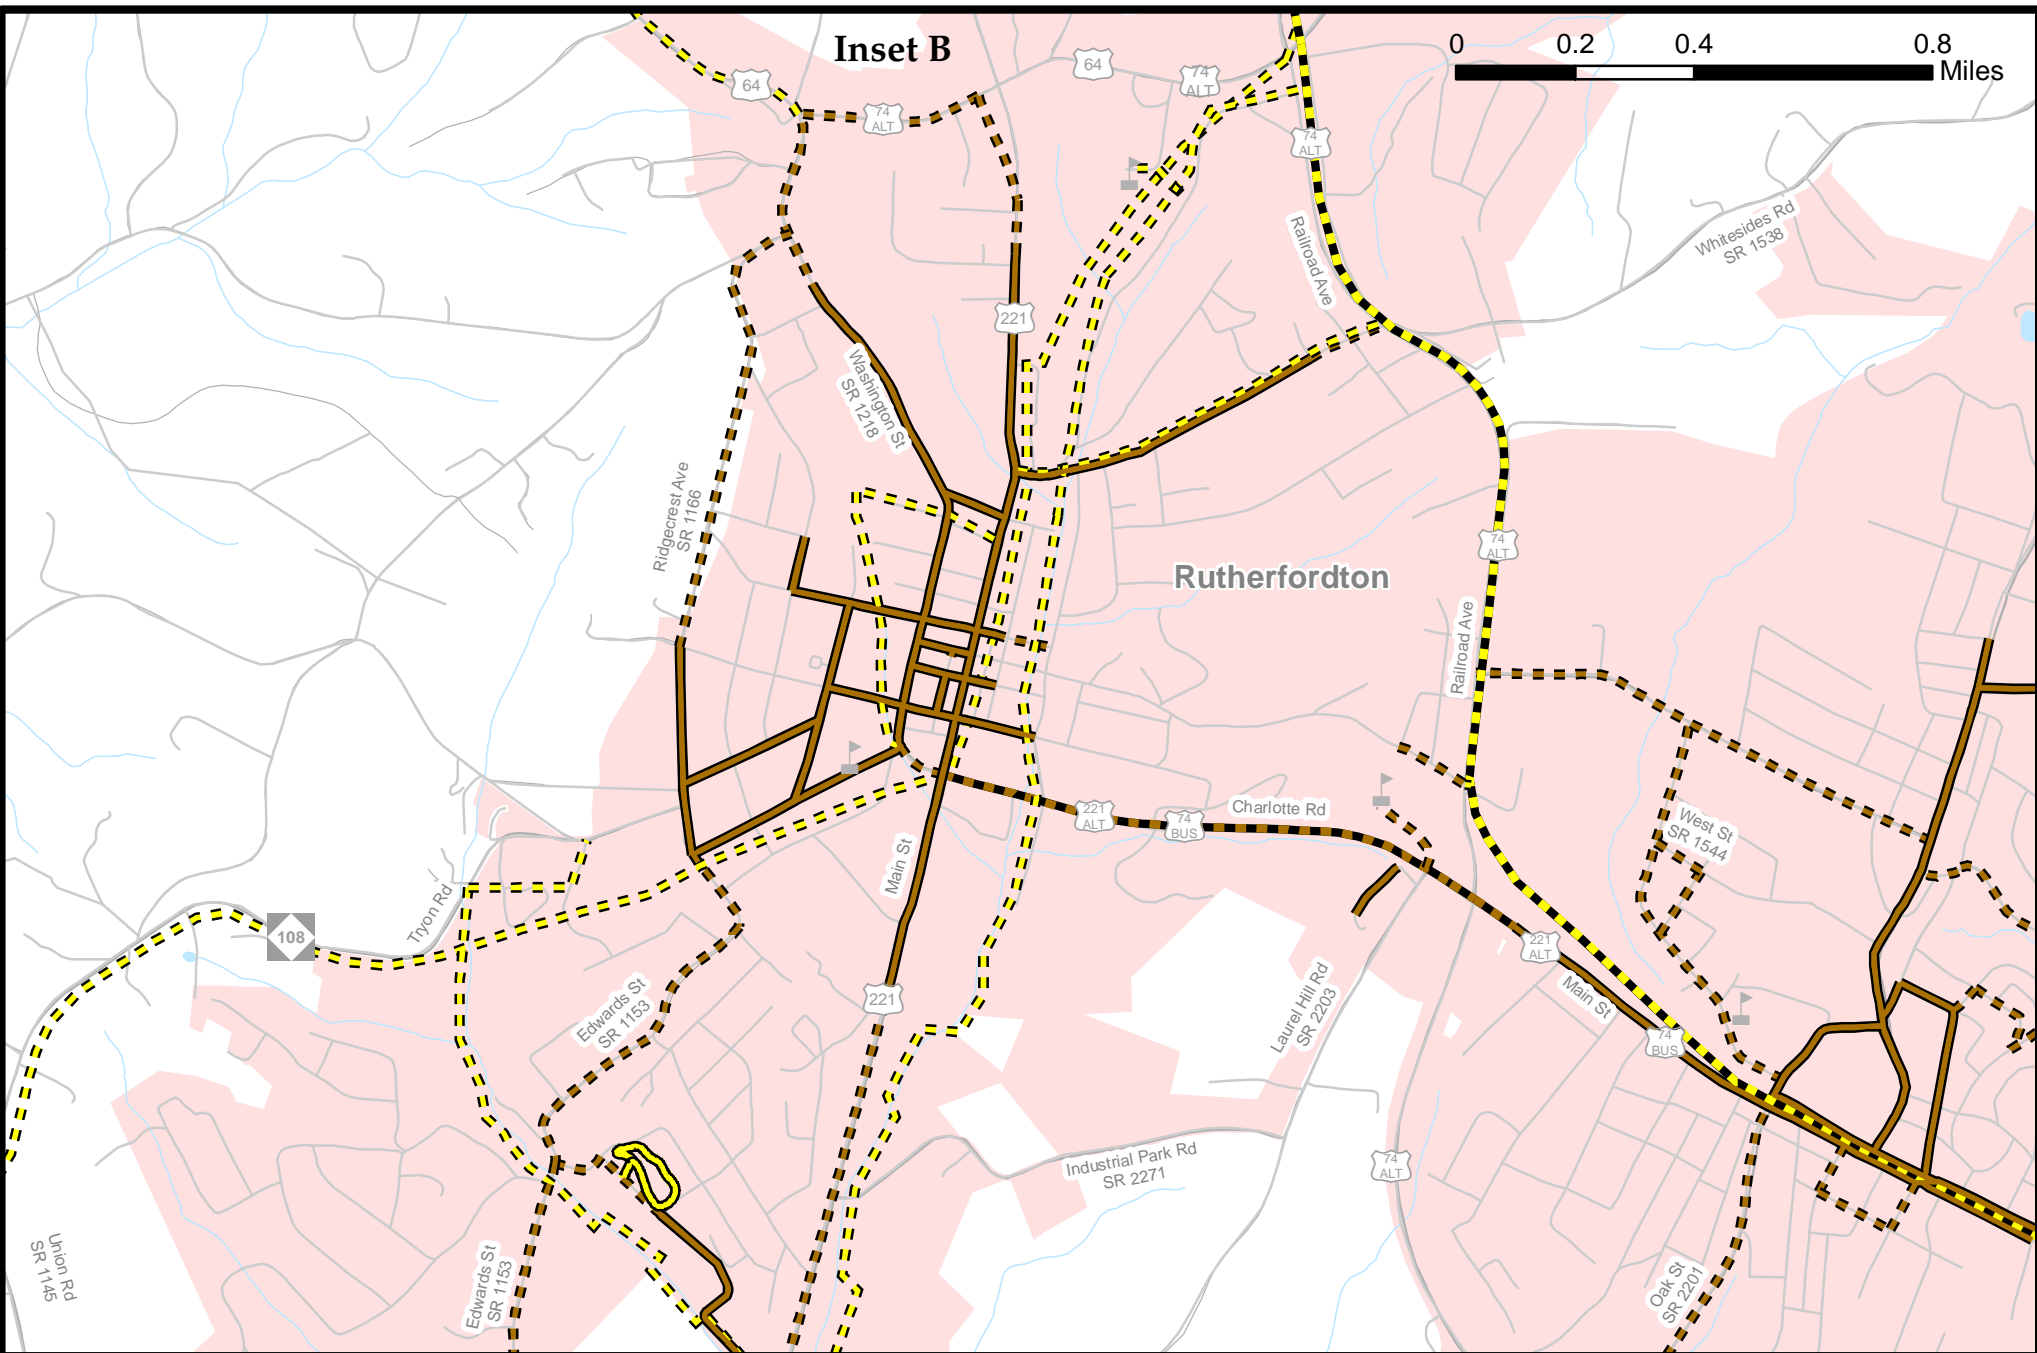 Inset B
0 0.2 0.4 0.8
Miles
64
74
ALT
64
74
ALT
74
ALT
Railroad Ave
Whitesides Rd
SR 1538
221
Washington St
SR 1218
Ridgecrest Ave
SR 1166
Rutherfordton
74
ALT
Railroad Ave
221
ALT
74
BUS
Charlotte Rd
West St
SR 1544
Main St
Tryon Rd
108
221
ALT
Main St
221
Edwards St
SR 1153
Laurel Hill Rd
SR 2203
74
BUS
Industrial Park Rd
SR 2271
74
ALT
Union Rd
SR 1145
Edwards St
SR 1153
Oak St
SR 2201